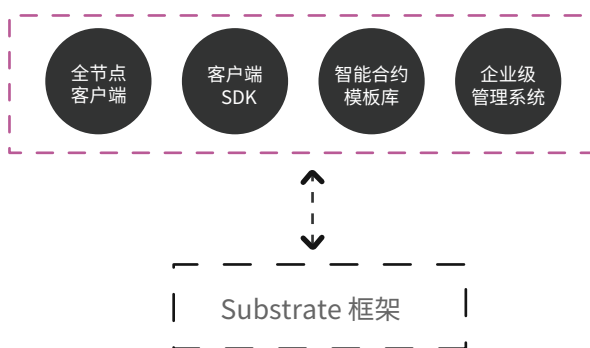 全节点
客户端
客户端
SDK
智能合约
模板库
企业级
管理系统
Substrate 框架